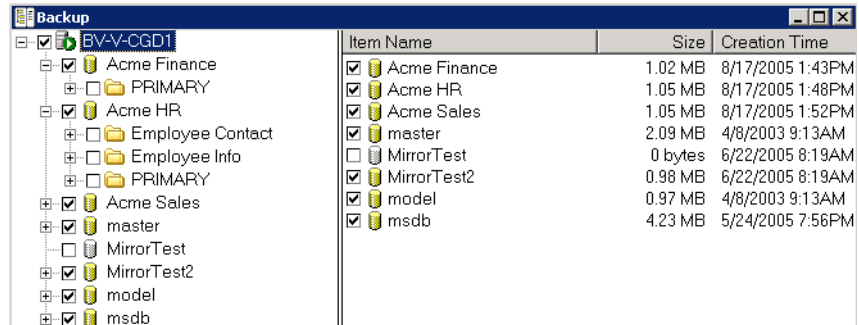 Backup
BV-V-CGD1
Acme Finance
PRIMARY
Acme HR
Employee Contact
Employee Info
PRIMARY
Acme Sales
master
MirrorTest
MirrorTest2
model
msdb
Item Name Size Creation Time
Acme Finance 1.02 MB 8/17/2005 1:43PM
Acme HR 1.05 MB 8/17/2005 1:48PM
Acme Sales 1.05 MB 8/17/2005 1:52PM
master 2.09 MB 4/8/2003 9:13AM
MirrorTest 0 bytes 6/22/2005 8:19AM
MirrorTest2 0.98 MB 6/22/2005 8:19AM
model 0.97 MB 4/8/2003 9:13AM
msdb 4.23 MB 5/24/2005 7:56PM